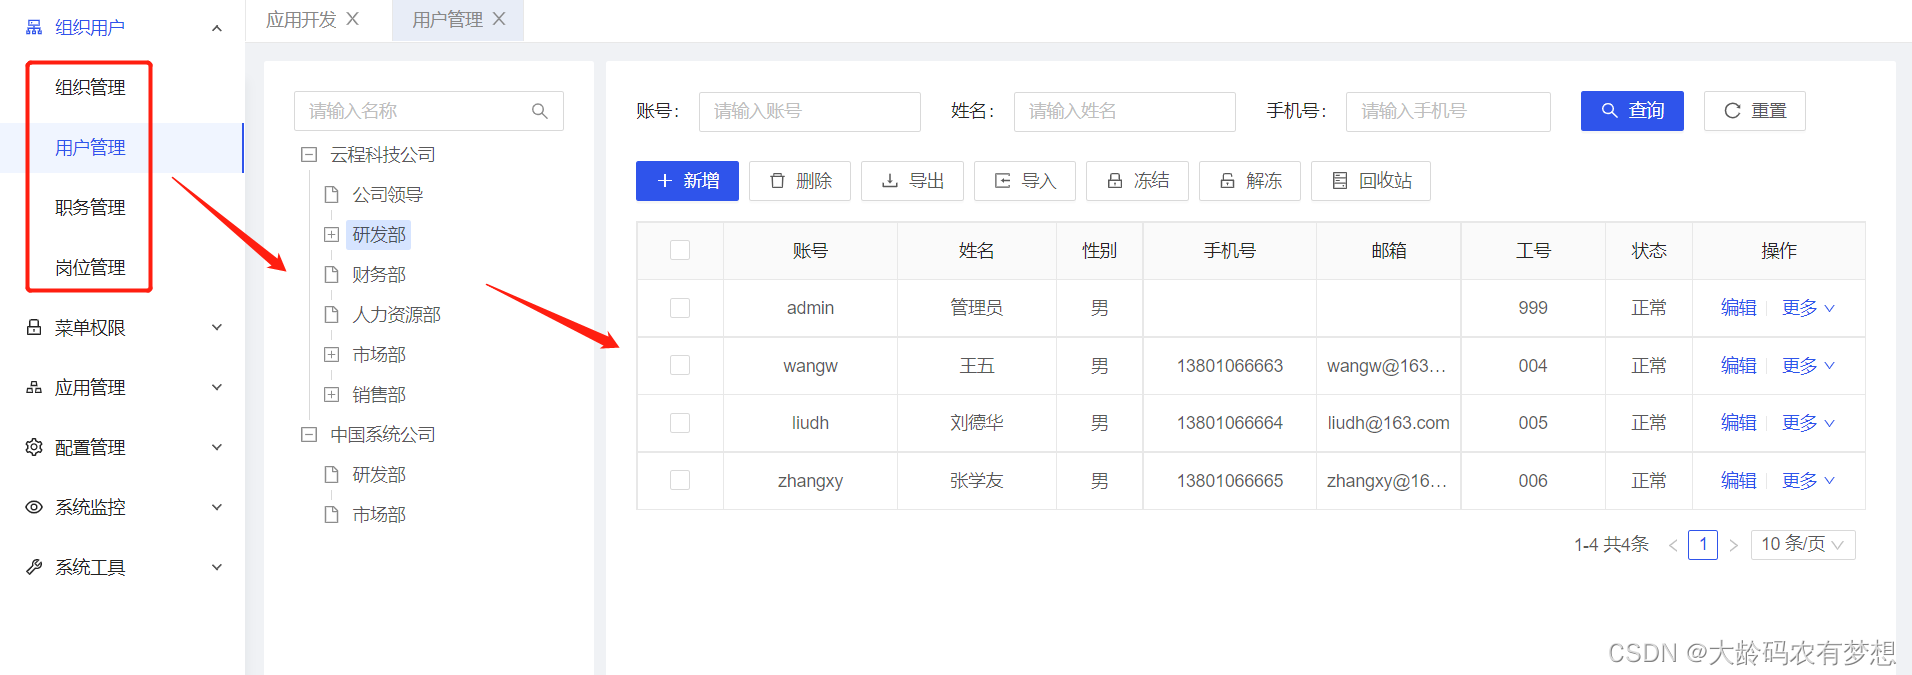 组织用户
组织管理
用户管理
职务管理
岗位管理
菜单权限
应用管理
配置管理
系统监控
系统工具
应用开发 用户管理
请输入名称
云程科技公司
公司领导
研发部
财务部
人力资源部
市场部
销售部
中国系统公司
研发部
市场部
账号: 请输入账号 姓名: 请输入姓名 手机号: 请输入手机号 查询 重置
新增 删除 导出 导入 冻结 解冻 回收站
账号 姓名 性别 手机号 邮箱 工号 状态 操作
admin 管理员 男 999 正常 编辑 更多
wangw 王五 男 13801066663 wangw@163... 004 正常 编辑 更多
liudh 刘德华 男 13801066664 liudh@163.com 005 正常 编辑 更多
zhangxy 张学友 男 13801066665 zhangxy@16... 006 正常 编辑 更多
1-4 共4条 < 1 > 10 条/页
CSDN @大龄码农有梦想